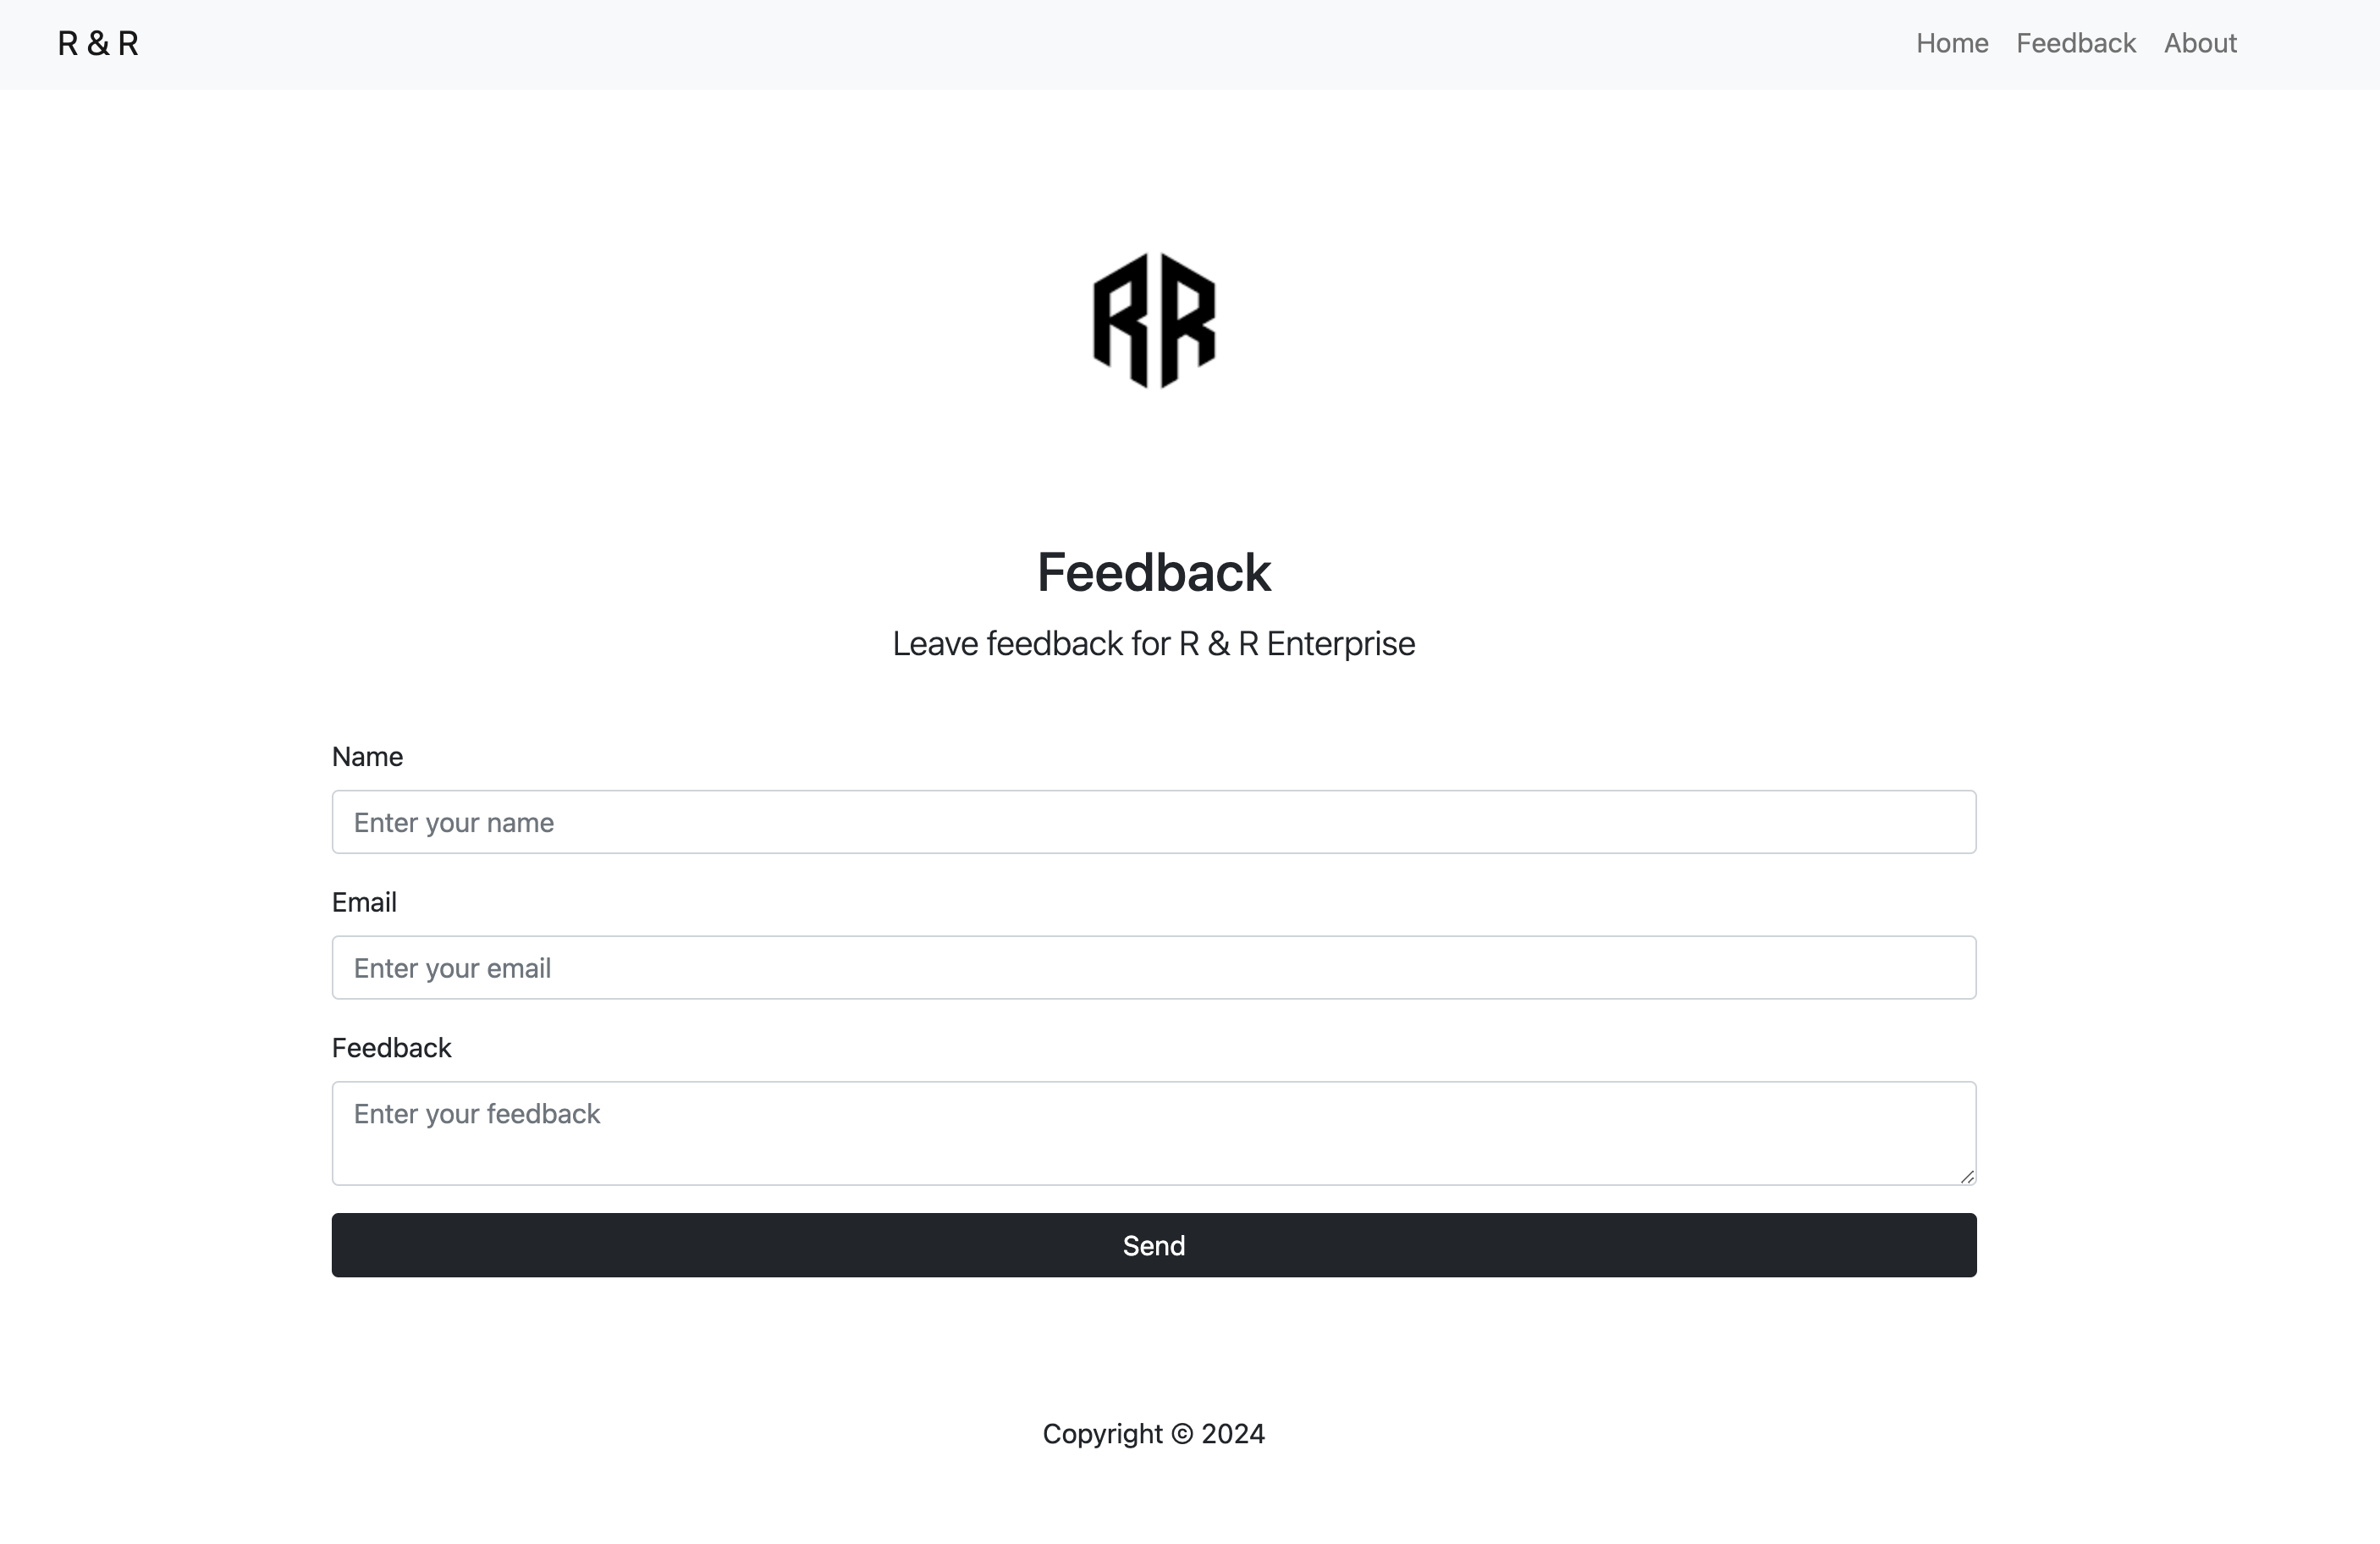 R & R
Home Feedback About
RR
Feedback
Leave feedback for R & R Enterprise
Name
Enter your name
Email
Enter your email
Feedback
Enter your feedback
Send
Copyright © 2024